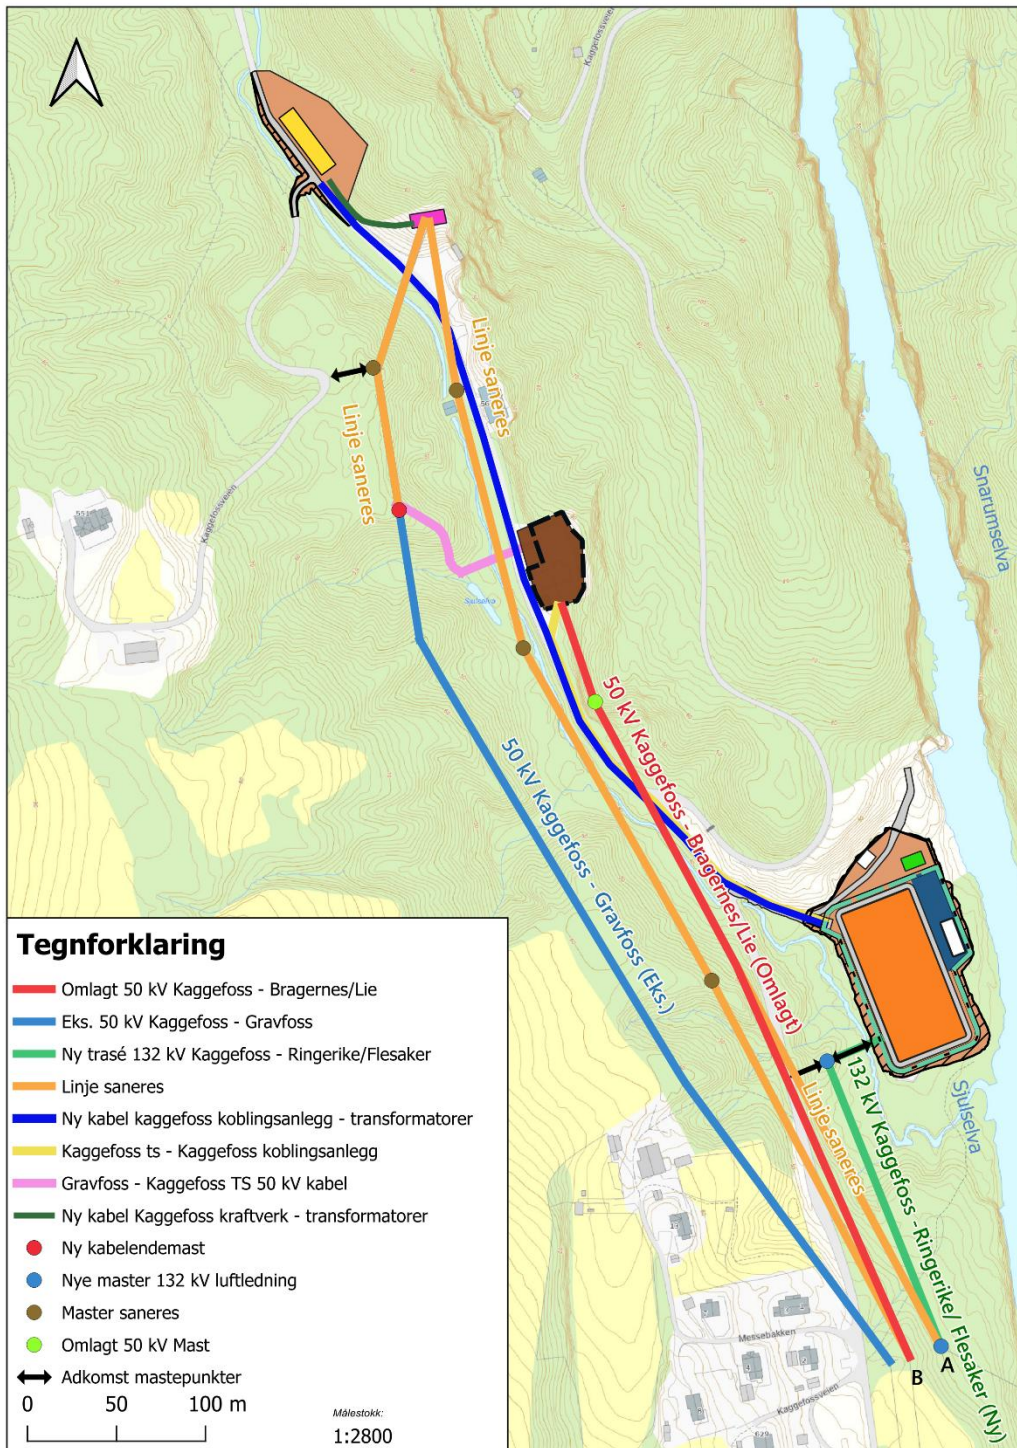 Kaggefossveien
Linje saneres
Linje saneres
Snarumselva
Kaggefossveien
Sjulselva
50 kV Kaggefoss - Bragernes/Lie (Omlagt)
50 kV Kaggefoss - Gravfoss (Eks.)
Linje saneres
132 kV Kaggefoss -Ringerike/ Flesaker (Ny)
Sjulselva
Messebakken
Kaggefossveien
A
B
Tegnforklaring
Omlagt 50 kV Kaggefoss - Bragernes/Lie
Eks. 50 kV Kaggefoss - Gravfoss
Ny trasé 132 kV Kaggefoss - Ringerike/Flesaker
Linje saneres
Ny kabel kaggefoss koblingsanlegg - transformatorer
Kaggefoss ts - Kaggefoss koblingsanlegg
Gravfoss - Kaggefoss TS 50 kV kabel
Ny kabel Kaggefoss kraftverk - transformatorer
Ny kabelendemast
Nye master 132 kV luftledning
Master saneres
Omlagt 50 kV Mast
Adkomst mastepunkter
0 50 100 m
Målestokk:
1:2800